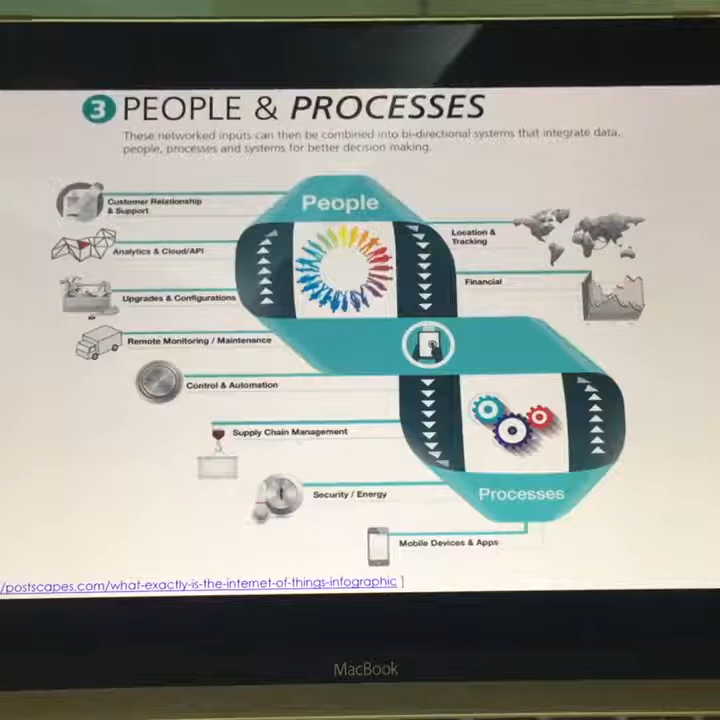 3 PEOPLE & PROCESSES
These networked inputs can then be combined into bi-directional systems that integrate data,
people, processes and systems for better decision making.
People
Customer Relationship
& Support
Analytics & Cloud/API
Upgrades & Configurations
Remote Monitoring / Maintenance
Control & Automation
Supply Chain Management
Security / Energy
Mobile Devices & Apps
Location &
Tracking
Financial
Processes
/postscapes.com/what-exactly-is-the-internet-of-things-infographic ]
MacBook